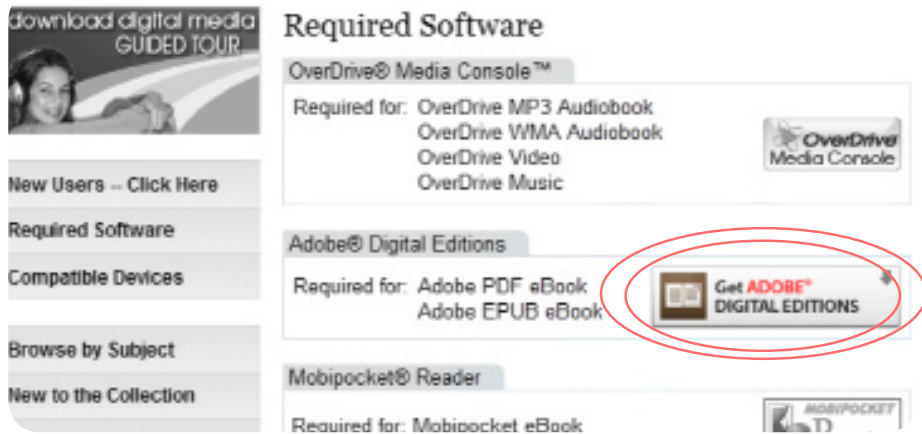 download digital media
GUIDED TOUR
New Users -- Click Here
Required Software
Compatible Devices
Browse by Subject
New to the Collection
Required Software
OverDrive® Media Console™
Required for: OverDrive MP3 Audiobook
OverDrive WMA Audiobook
OverDrive Video
OverDrive Music
OverDrive
Media Console
Adobe® Digital Editions
Required for: Adobe PDF eBook
Adobe EPUB eBook
Get ADOBE®
DIGITAL EDITIONS
Mobipocket® Reader
Required for: Mobipocket eBook
MOBIPOCKET